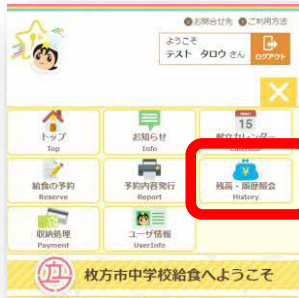 お問合せ先 ご利用方法
ようこそ
テスト タロウ さん
ログアウト
トップ
Top
お知らせ
Info
15
献立カレンダー
Calendar
給食の予約
Reserve
予約内容発行
Report
残高・履歴照会
History
収納処理
Payment
ユーザ情報
UserInfo
枚方市中学校給食へようこそ